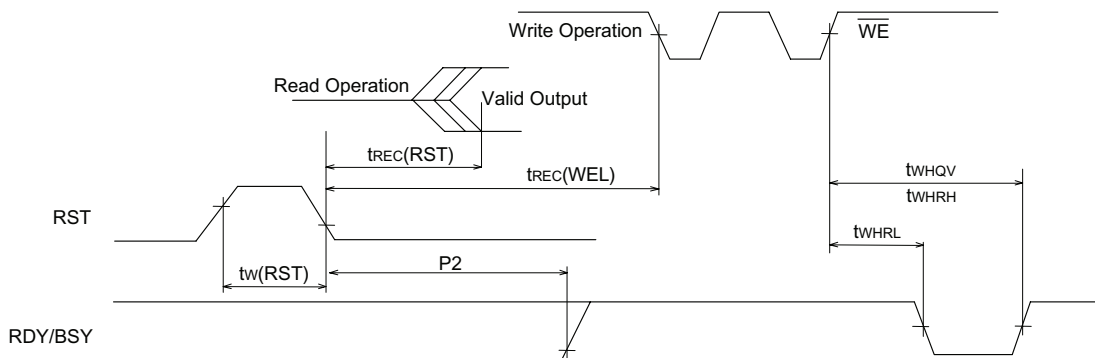 Write Operation
WE
Read Operation
Valid Output
tREC(RST)
tREC(WEL)
tWHQV
tWHRH
RST
tWHRL
tW(RST)
P2
RDY/BSY